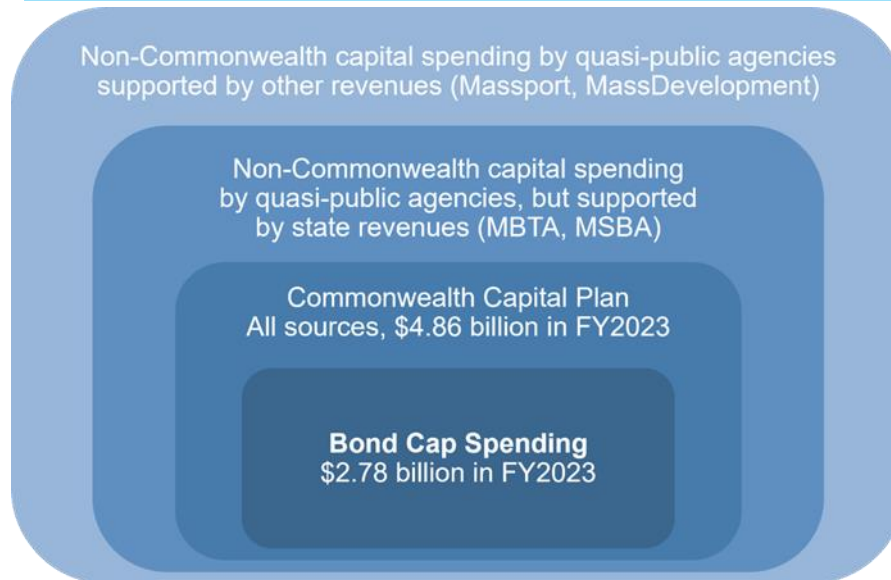 Non-Commonwealth capital spending by quasi-public agencies
supported by other revenues (Massport, MassDevelopment)
Non-Commonwealth capital spending
by quasi-public agencies, but supported
by state revenues (MBTA, MSBA)
Commonwealth Capital Plan
All sources, $4.86 billion in FY2023
Bond Cap Spending
$2.78 billion in FY2023